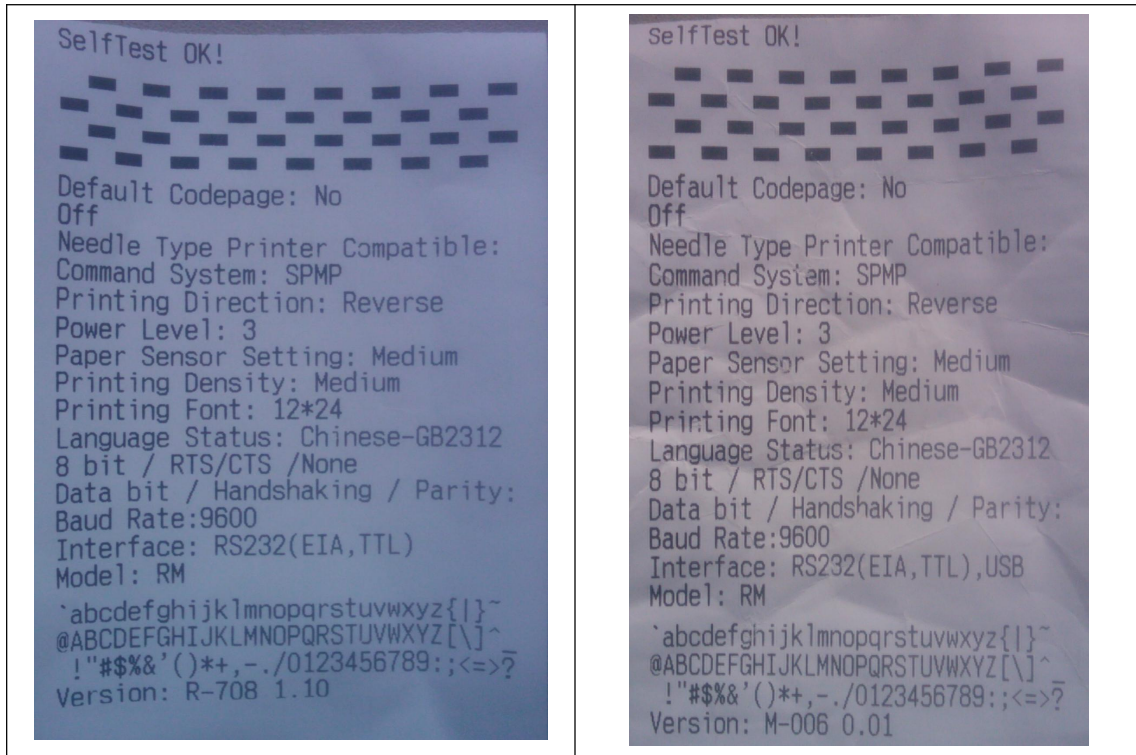 SelfTest OK!
Default Codepage: No
Off
Needle Type Printer Compatible:
Command System: SPMP
Printing Direction: Reverse
Power Level: 3
Paper Sensor Setting: Medium
Printing Density: Medium
Printing Font: 12*24
Language Status: Chinese-GB2312
8 bit / RTS/CTS /None
Data bit / Handshaking / Parity:
Baud Rate:9600
Interface: RS232(EIA,TTL)
Model: RM
`abcdefghijklmnopqrstuvwxyz{|}~
@ABCDEFGHIJKLMNOPQRSTUVWXYZ[\]^
!"#$%&'()*+,-./0123456789:;<=>?
Version: R-708 1.10
SelfTest OK!
Default Codepage: No
Off
Needle Type Printer Compatible:
Command System: SPMP
Printing Direction: Reverse
Power Level: 3
Paper Sensor Setting: Medium
Printing Density: Medium
Printing Font: 12*24
Language Status: Chinese-GB2312
8 bit / RTS/CTS /None
Data bit / Handshaking / Parity:
Baud Rate:9600
Interface: RS232(EIA,TTL),USB
Model: RM
`abcdefghijklmnopqrstuvwxyz{|}~
@ABCDEFGHIJKLMNOPQRSTUVWXYZ[\]^
!"#$%&'()*+,-./0123456789:;<=>?
Version: M-006 0.01